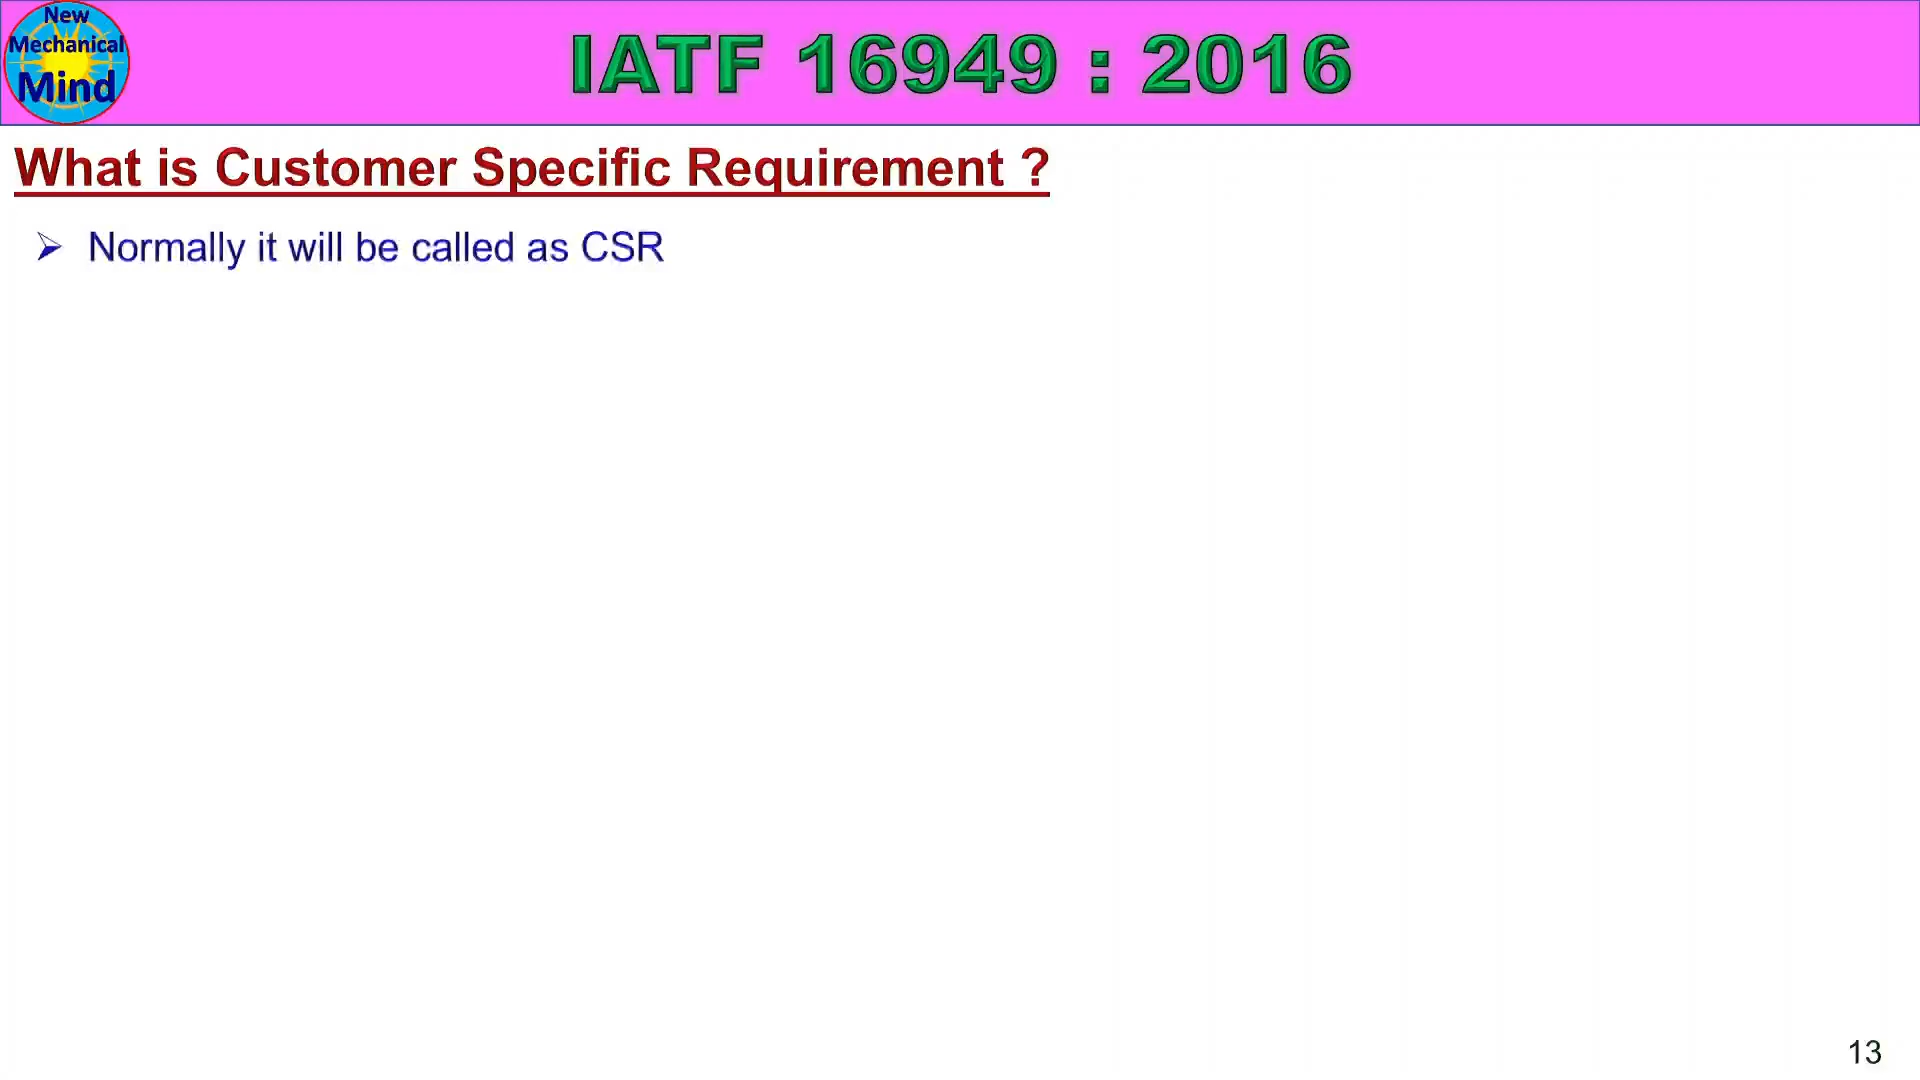 New
Mechanical
Mind
IATF 16949 : 2016
What is Customer Specific Requirement ?
➢ Normally it will be called as CSR
13